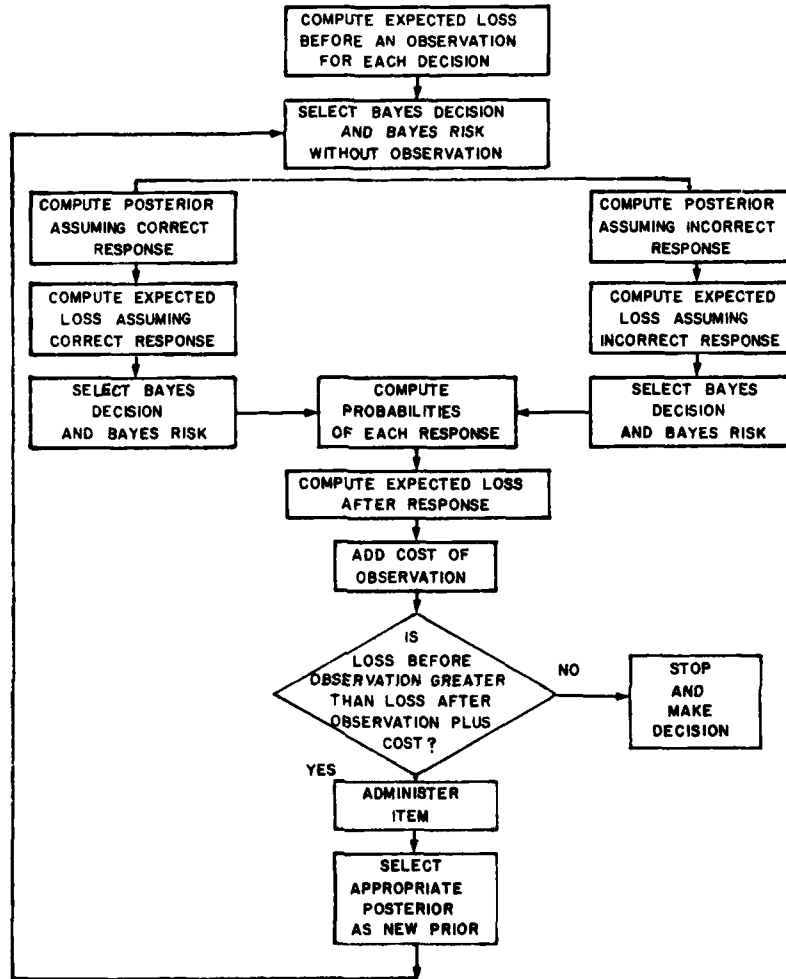 COMPUTE EXPECTED LOSS
BEFORE AN OBSERVATION
FOR EACH DECISION
SELECT BAYES DECISION
AND BAYES RISK
WITHOUT OBSERVATION
COMPUTE POSTERIOR
ASSUMING CORRECT
RESPONSE
COMPUTE POSTERIOR
ASSUMING INCORRECT
RESPONSE
COMPUTE EXPECTED
LOSS ASSUMING
CORRECT RESPONSE
COMPUTE EXPECTED
LOSS ASSUMING
INCORRECT RESPONSE
SELECT BAYES
DECISION
AND BAYES RISK
COMPUTE
PROBABILITIES
OF EACH RESPONSE
SELECT BAYES
DECISION
AND BAYES RISK
COMPUTE EXPECTED LOSS
AFTER RESPONSE
ADD COST OF
OBSERVATION
IS
LOSS BEFORE
OBSERVATION GREATER
THAN LOSS AFTER
OBSERVATION PLUS
COST?
NO
STOP
AND
MAKE
DECISION
YES
ADMINISTER
ITEM
SELECT
APPROPRIATE
POSTERIOR
AS NEW PRIOR